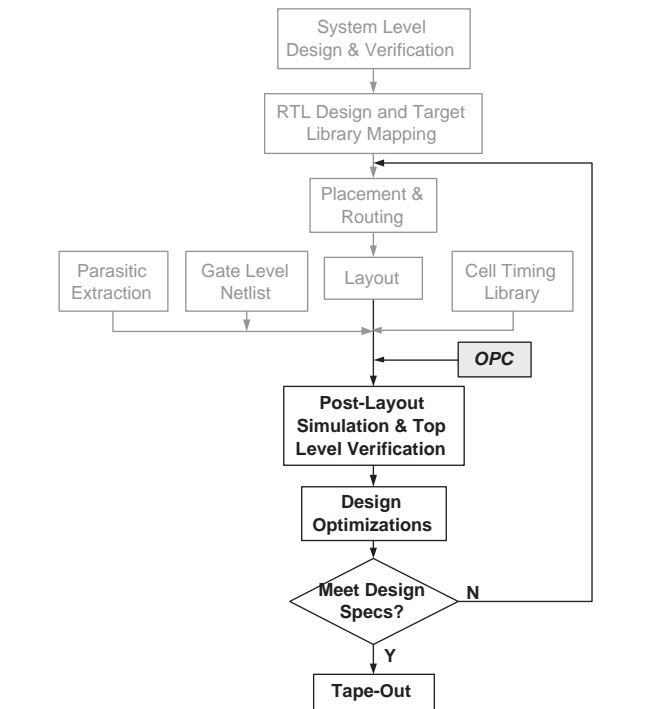 System Level
Design & Verification
RTL Design and Target
Library Mapping
Placement &
Routing
Parasitic
Extraction
Gate Level
Netlist
Layout
Cell Timing
Library
OPC
Post-Layout
Simulation & Top
Level Verification
Design
Optimizations
Meet Design
Specs?
N
Y
Tape-Out